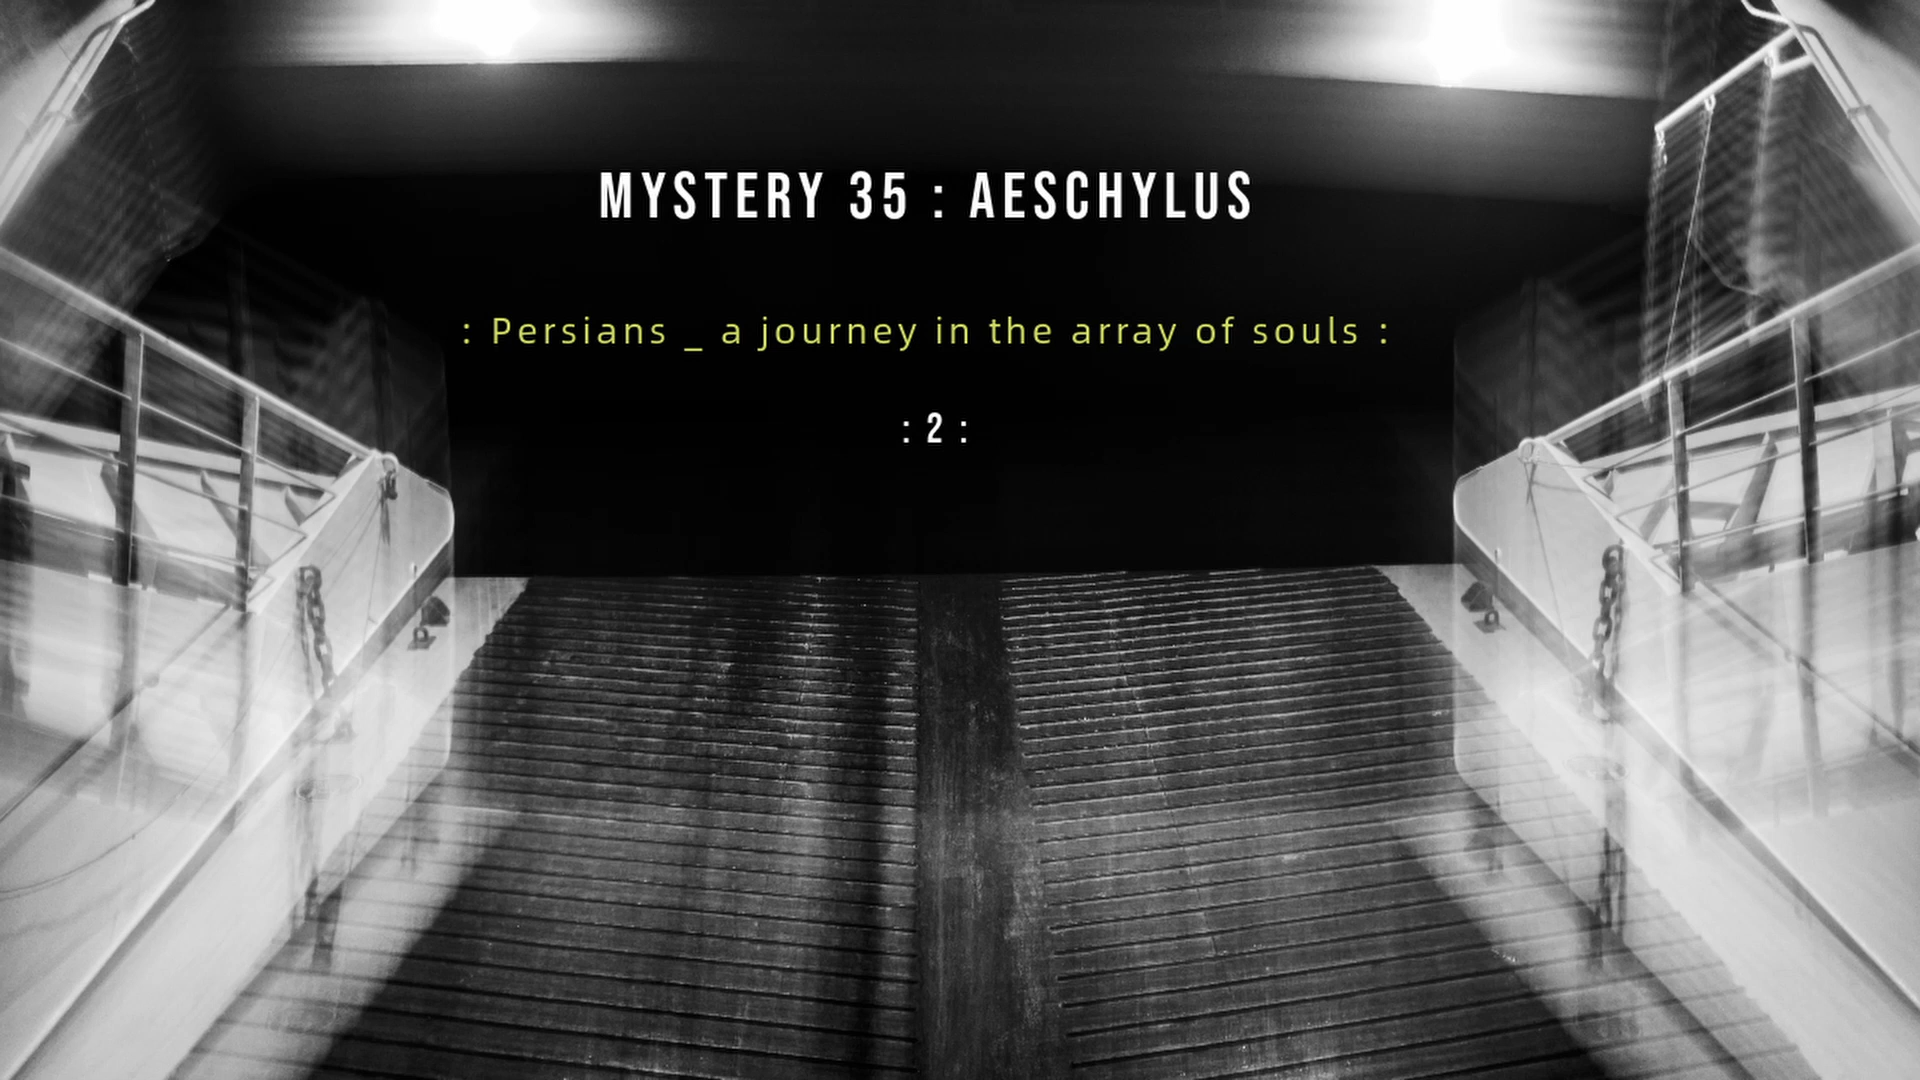 MYSTERY 35 : AESCHYLUS
: Persians _ a journey in the array of souls :
: 2 :